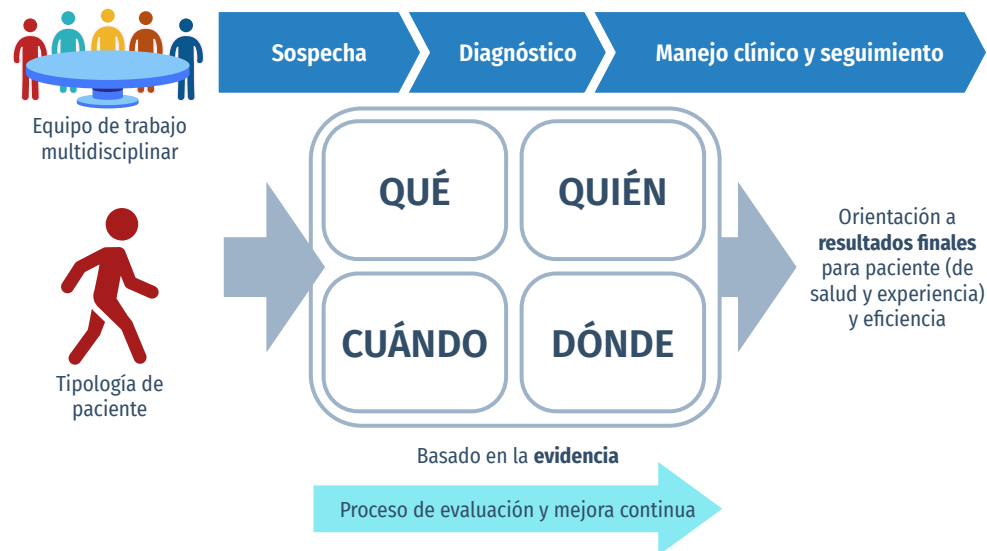 Sospecha
Diagnóstico
Manejo clínico y seguimiento
Equipo de trabajo
multidisciplinar
QUÉ
QUIÉN
CUÁNDO
DÓNDE
Tipología de
paciente
Orientación a
resultados finales
para paciente (de
salud y experiencia)
y eficiencia
Basado en la evidencia
Proceso de evaluación y mejora continua